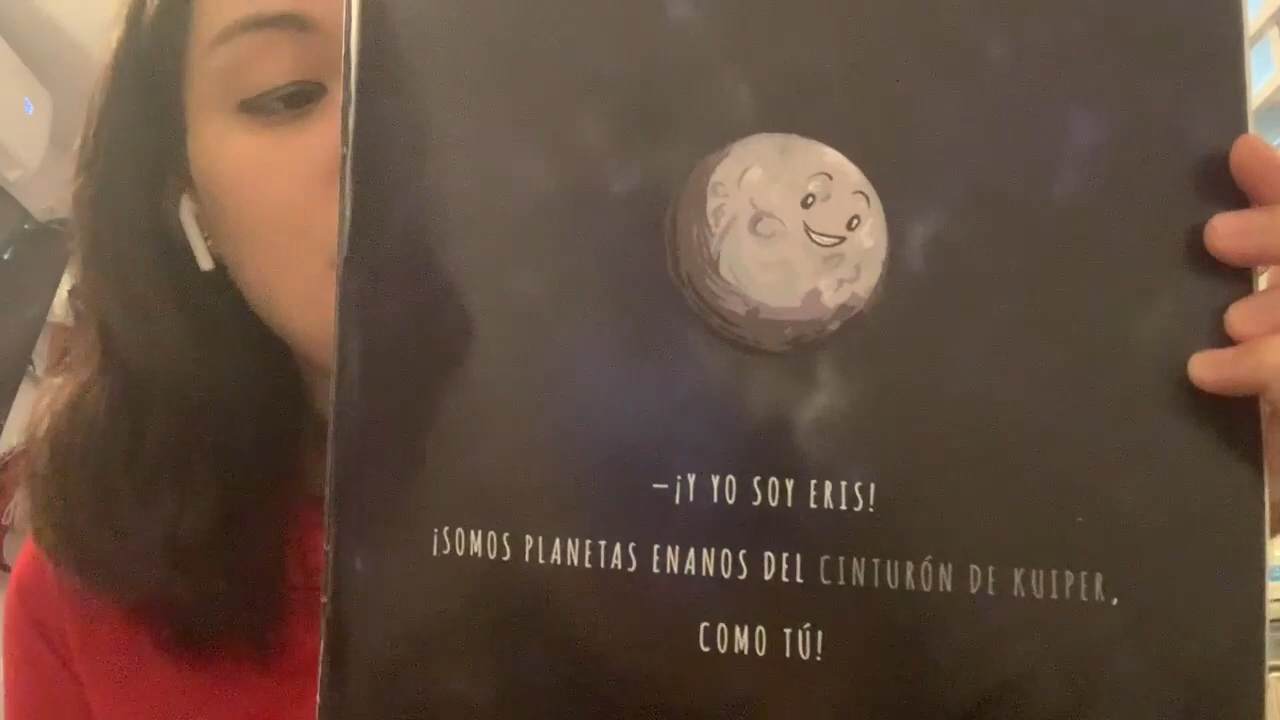 –¡Y YO SOY ERIS!
¡SOMOS PLANETAS ENANOS DEL CINTURÓN DE KUIPER,
COMO TÚ!